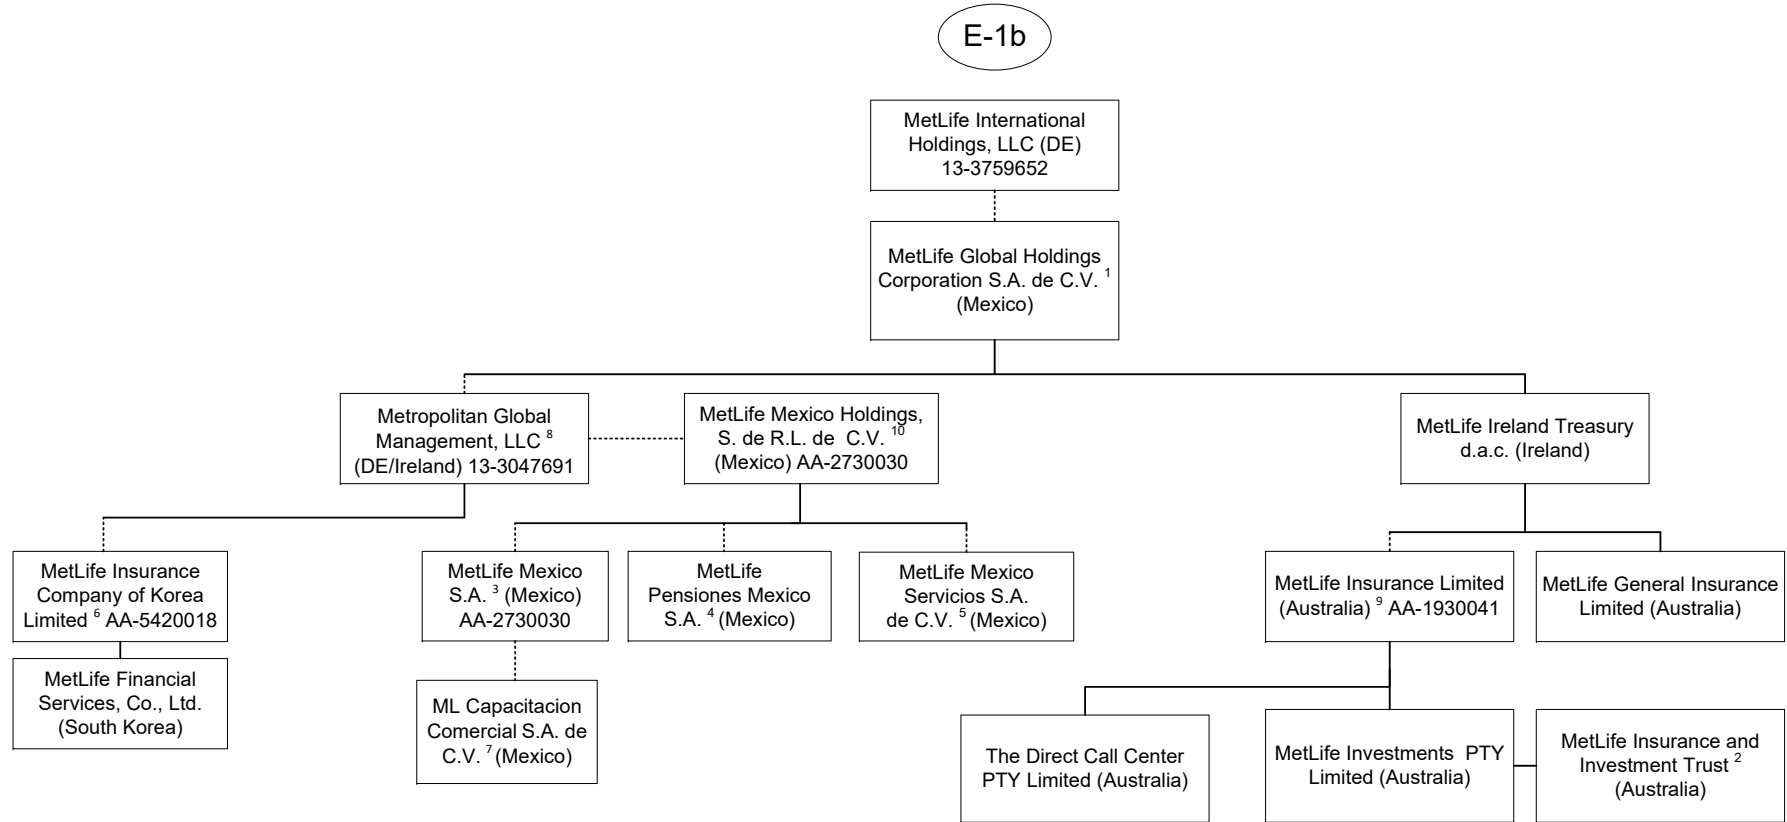 E-1b
MetLife International
Holdings, LLC (DE)
13-3759652
MetLife Global Holdings
Corporation S.A. de C.V. 1
(Mexico)
Metropolitan Global
Management, LLC 8
(DE/Ireland) 13-3047691
MetLife Mexico Holdings,
S. de R.L. de C.V. 10
(Mexico) AA-2730030
MetLife Ireland Treasury
d.a.c. (Ireland)
MetLife Insurance
Company of Korea
Limited 6 AA-5420018
MetLife Mexico
S.A. 3 (Mexico)
AA-2730030
MetLife
Pensiones Mexico
S.A. 4 (Mexico)
MetLife Mexico
Servicios S.A.
de C.V. 5 (Mexico)
MetLife Insurance Limited
(Australia) 9 AA-1930041
MetLife General Insurance
Limited (Australia)
MetLife Financial
Services, Co., Ltd.
(South Korea)
ML Capacitacion
Comercial S.A. de
C.V. 7 (Mexico)
The Direct Call Center
PTY Limited (Australia)
MetLife Investments PTY
Limited (Australia)
MetLife Insurance and
Investment Trust 2
(Australia)